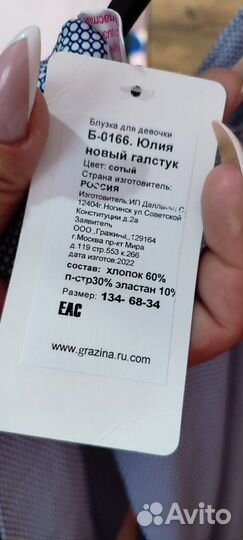 Блузка для девочки
Б-0166. Юлия
новый галстук
Цвет: сотый
Страна изготовитель:
РОССИЯ
Изготовитель:ИП
12404г.Ногинск ул Советской
Конституции д.2а
Заявитель
ООО „Гражина„129164
г.Москва пр-кт Мира
д.119 стр.553 к.266
дата изготов:2022
состав: хлопок 60%
п-стр30% эластан 10%
Размер: 134- 68-34
EAC
www.grazina.ru.com
Avito